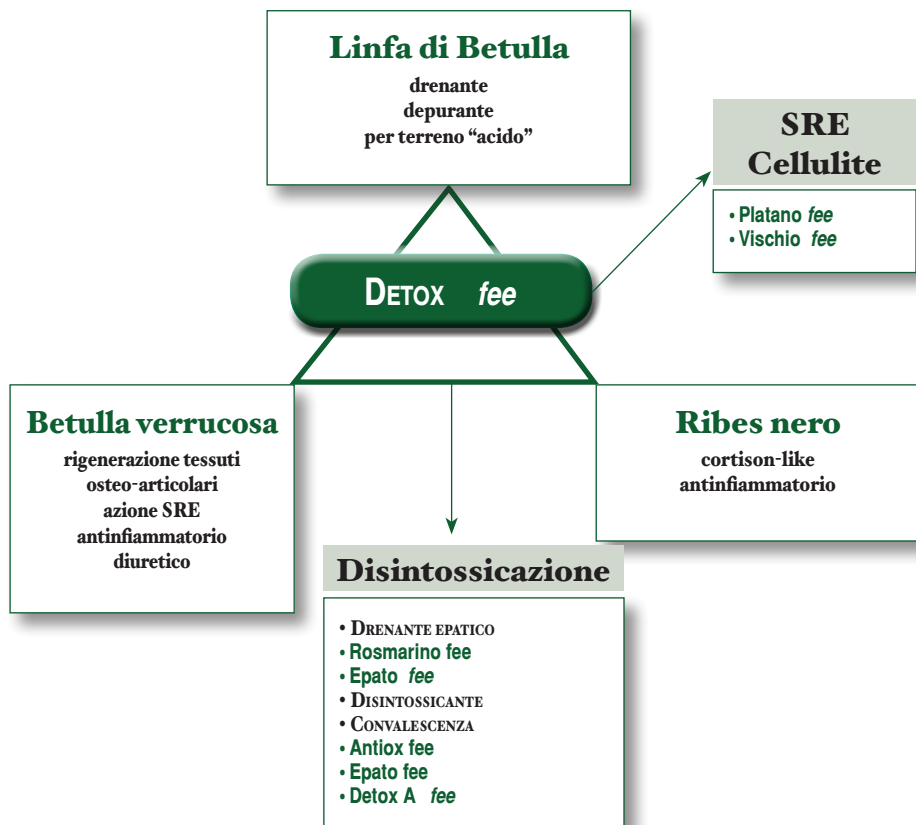 Linfa di Betulla
drenante
depurante
per terreno “acido”
SRE
Cellulite
• Platano fee
• Vischio fee
DETOX fee
Betulla verrucosa
rigenerazione tessuti
osteo-articolari
azione SRE
antinfiammatorio
diuretico
Ribes nero
cortison-like
antinfiammatorio
Disintossicazione
• DRENANTE EPATICO
• Rosmarino fee
• Epato fee
• DISINTOSSICANTE
• CONVALESCENZA
• Antiox fee
• Epato fee
• Detox A fee